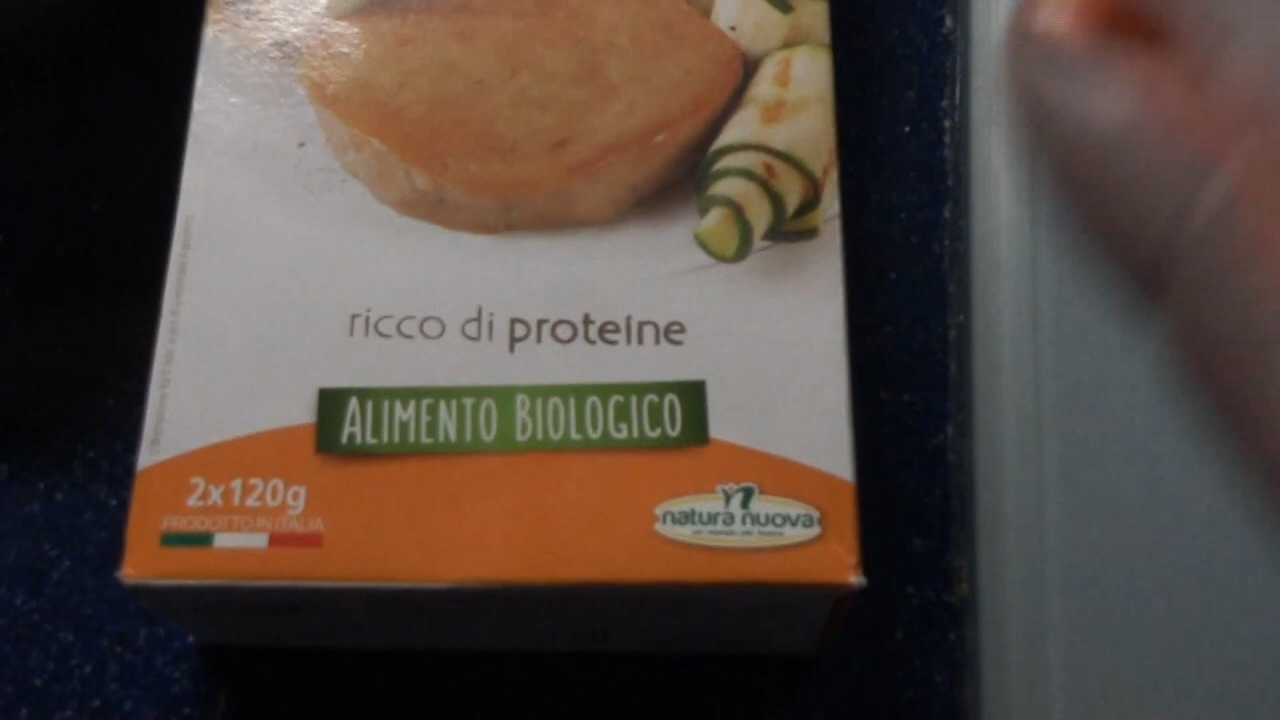 ricco di proteine
ALIMENTO BIOLOGICO
2x120g
PRODOTTO IN ITALIA
natura nuova